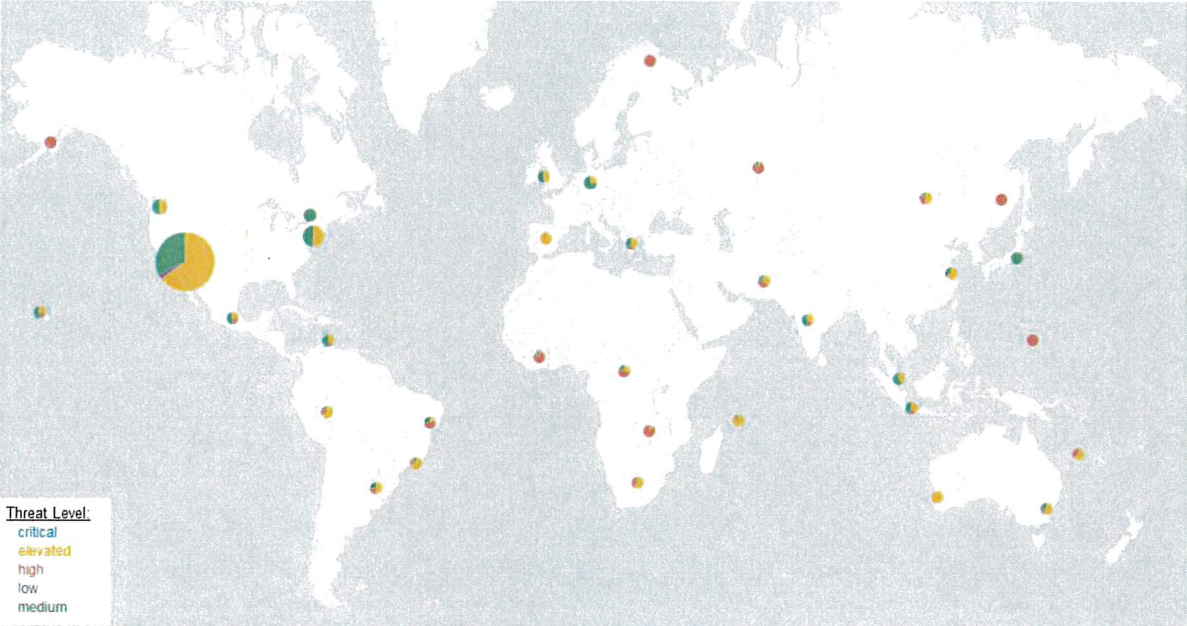 Threat Level:
critical
elevated
high
low
medium